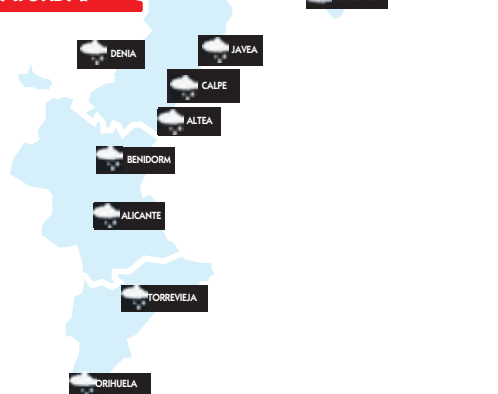 DENIA
JAVEA
CALPE
ALTEA
BENIDORM
ALICANTE
TORREVIEJA
ORIHUELA